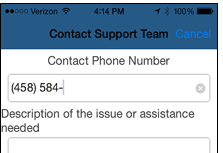 Verizon 4:14 PM 100%
Contact Support Team Cancel
Contact Phone Number
(458) 584-
Description of the issue or assistance
needed